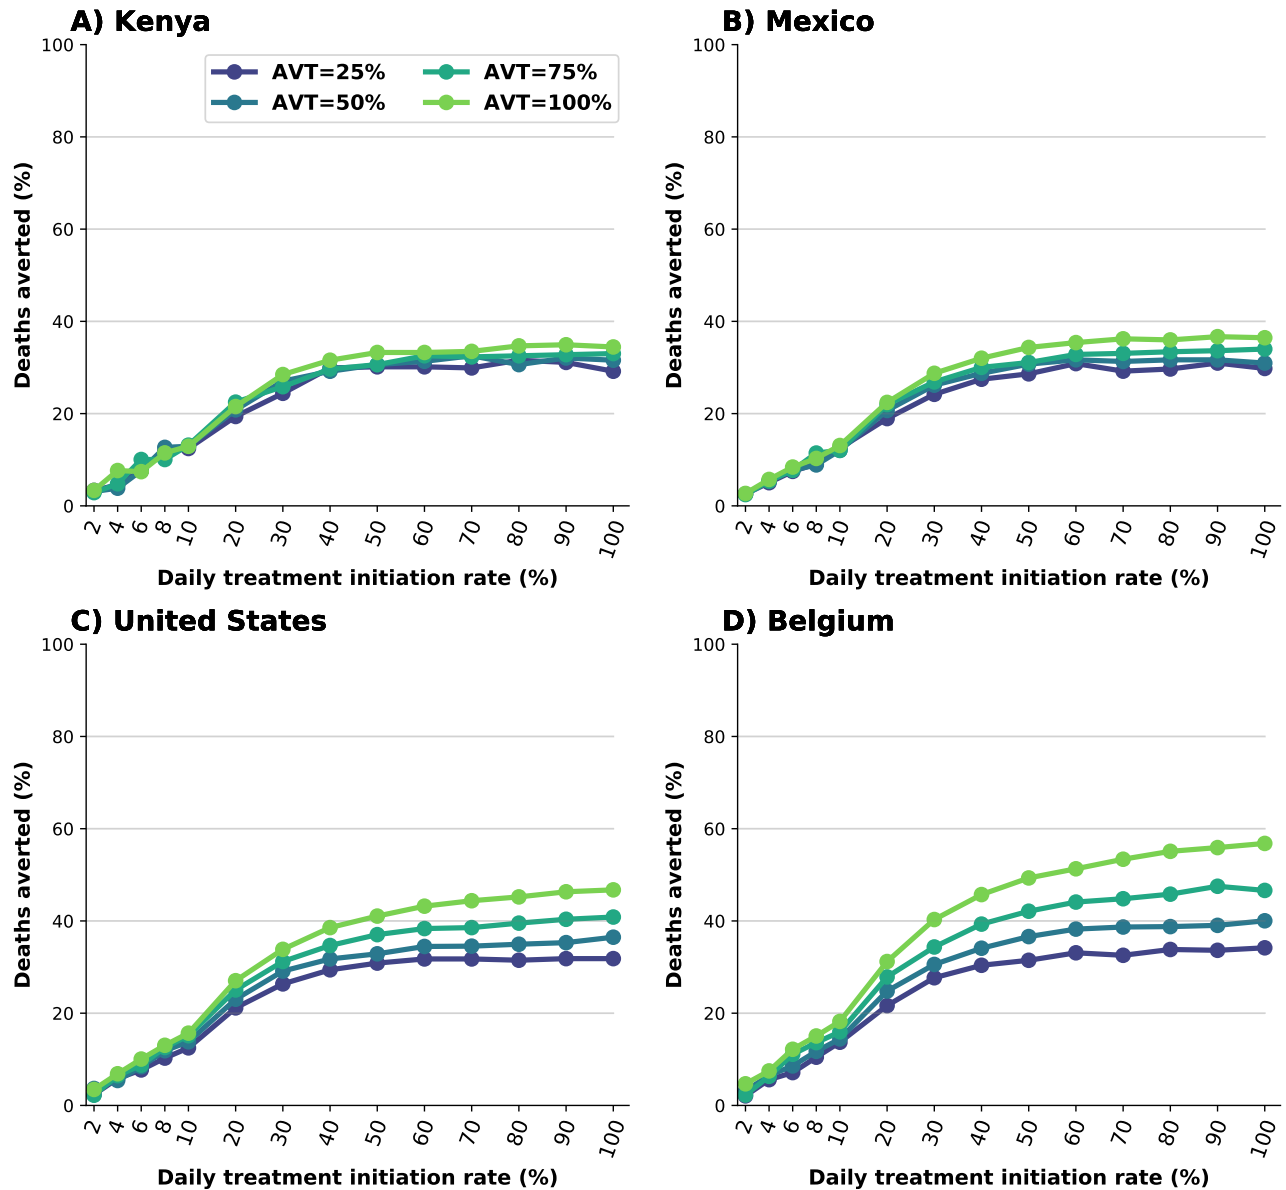 A) Kenya
100
80
60
40
20
0
Deaths averted (%)
AVT=25%
AVT=50%
AVT=75%
AVT=100%
2 4 6 8 10 20 30 40 50 60 70 80 90 100
Daily treatment initiation rate (%)
B) Mexico
100
80
60
40
20
0
Deaths averted (%)
2 4 6 8 10 20 30 40 50 60 70 80 90 100
Daily treatment initiation rate (%)
C) United States
100
80
60
40
20
0
Deaths averted (%)
2 4 6 8 10 20 30 40 50 60 70 80 90 100
Daily treatment initiation rate (%)
D) Belgium
100
80
60
40
20
0
Deaths averted (%)
2 4 6 8 10 20 30 40 50 60 70 80 90 100
Daily treatment initiation rate (%)